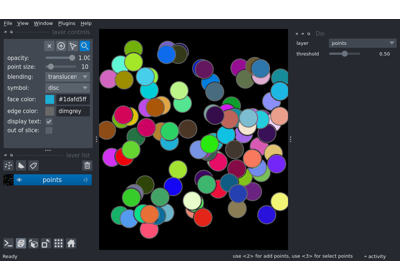 File View Plugins Window Help
layer controls
opacity: 1.00
point size: 10
blending: translucen
symbol: disc
face color: #1dafd5ff
edge color: dimgrey
display text:
out of slice:
layer list
points
layer points
threshold 0.50
Ready
use <2> for add points, use <3> for select points
activity